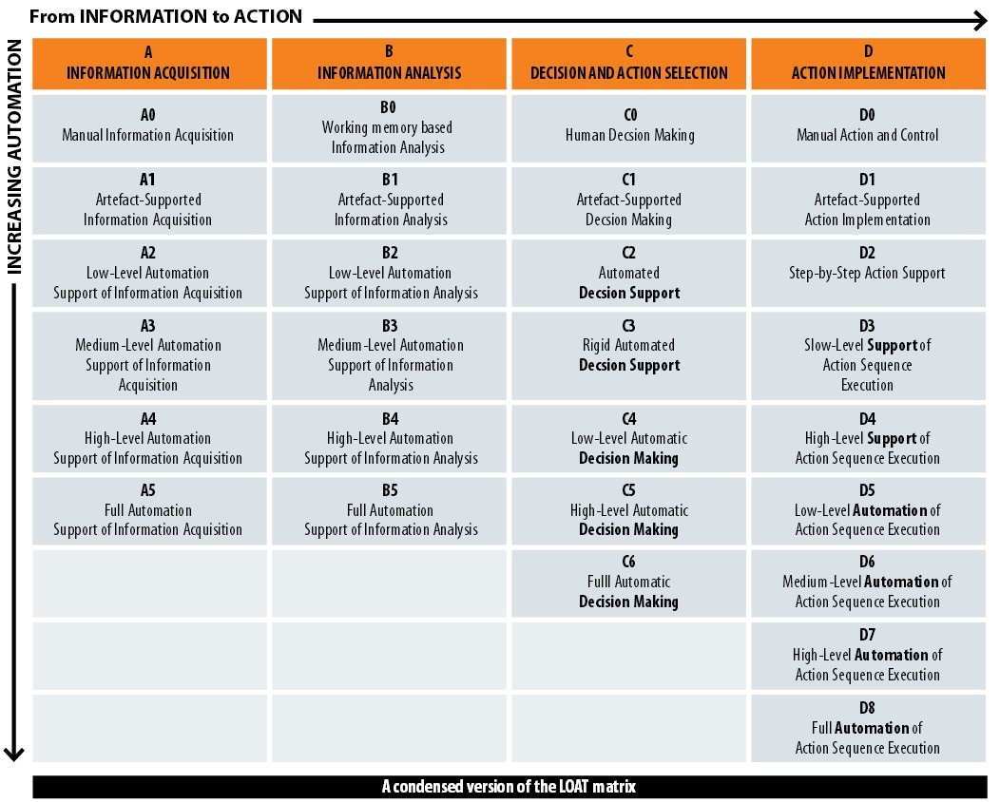 From INFORMATION to ACTION
INCREASING AUTOMATION
A
INFORMATION ACQUISITION
B
INFORMATION ANALYSIS
C
DECISION AND ACTION SELECTION
D
ACTION IMPLEMENTATION
A0
Manual Information Acquisition
B0
Working memory based
Information Analysis
C0
Human Decsion Making
D0
Manual Action and Control
A1
Artefact-Supported
Information Acquisition
B1
Artefact-Supported
Information Analysis
C1
Artefact-Supported
Decsion Making
D1
Artefact-Supported
Action Implementation
A2
Low-Level Automation
Support of Information Acquisition
B2
Low-Level Automation
Support of Information Analysis
C2
Automated
Decsion Support
D2
Step-by-Step Action Support
A3
Medium-Level Automation
Support of Information
Acquisition
B3
Medium-Level Automation
Support of Information
Analysis
C3
Rigid Automated
Decsion Support
D3
Slow-Level Support of
Action Sequence
Execution
A4
High-Level Automation
Support of Information Acquisition
B4
High-Level Automation
Support of Information Analysis
C4
Low-Level Automatic
Decision Making
D4
High-Level Support of
Action Sequence Execution
A5
Full Automation
Support of Information Acquisition
B5
Full Automation
Support of Information Analysis
C5
High-Level Automatic
Decision Making
D5
Low-Level Automation of
Action Sequence Execution
C6
Fulll Automatic
Decision Making
D6
Medium-Level Automation of
Action Sequence Execution
D7
High-Level Automation of
Action Sequence Execution
D8
Full Automation of
Action Sequence Execution
A condensed version of the LOAT matrix